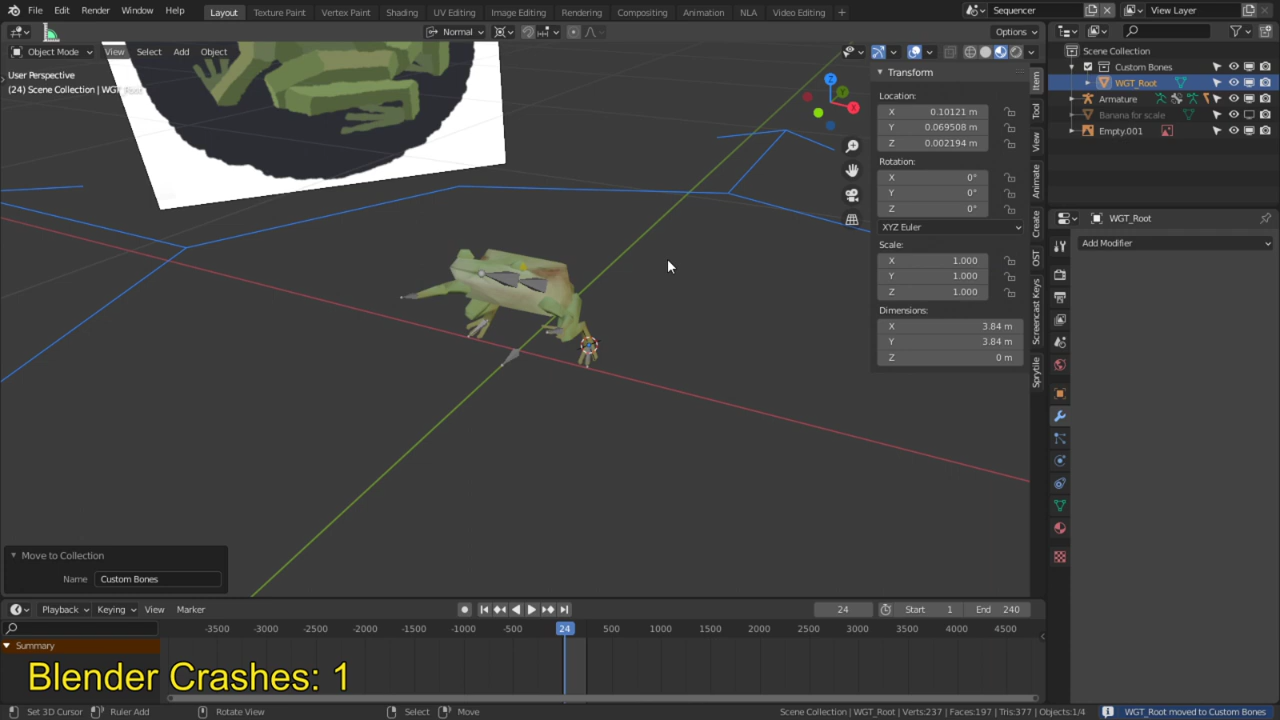 File Edit Render Window Help Layout Texture Paint Vertex Paint Shading UV Editing Image Editing Rendering Compositing Animation NLA Video Editing + Sequencer View Layer
Normal Options
Object Mode View Select Add Object
User Perspective
(24) Scene Collection | WGT_Root
Z
Y
X
Transform
Location:
X 0.10121 m
Y 0.069508 m
Z 0.002194 m
Rotation:
X 0°
Y 0°
Z 0°
XYZ Euler
Scale:
X 1.000
Y 1.000
Z 1.000
Dimensions:
X 3.84 m
Y 3.84 m
Z 0 m
Item
Tool
View
Animate
Create
OST
Screencast Keys
Sprytile
Scene Collection
Custom Bones
WGT_Root
Armature
Banana for scale
Empty.001
WGT_Root
Add Modifier
Move to Collection
Name Custom Bones
Playback Keying View Marker 24 Start 1 End 240
-3500 -3000 -2500 -2000 -1500 -1000 -500 24 500 1000 1500 2000 2500 3000 3500 4000 4500
Summary
Blender Crashes: 1
Set 3D Cursor Ruler Add Rotate View Select Move Scene Collection | WGT_Root | Verts:237 | Faces:197 | Tris:377 | Objects:1/4 WGT_Root moved to Custom Bones